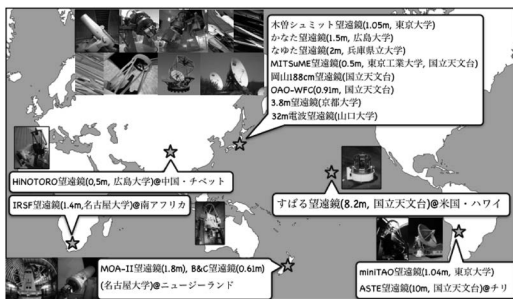 木曽シュミット望遠鏡(1.05m, 東京大学)
かなた望遠鏡(1.5m, 広島大学)
なゆた望遠鏡(2m, 兵庫県立大学)
MITSuME望遠鏡(0.5m, 東京工業大学, 国立天文台)
岡山188cm望遠鏡(国立天文台)
OAO-WFC(0.91m, 国立天文台)
3.8m望遠鏡(京都大学)
32m電波望遠鏡(山口大学)
HiNOTORO望遠鏡(0,5m, 広島大学)@中国・チベット
IRSF望遠鏡(1.4m,名古屋大学)@南アフリカ
すばる望遠鏡(8.2m, 国立天文台)@米国・ハワイ
MOA-II望遠鏡(1.8m), B&C望遠鏡(0.61m)
(名古屋大学)@ニュージーランド
miniTAO望遠鏡(1.04m, 東京大学)
ASTE望遠鏡(10m, 国立天文台)@チリ